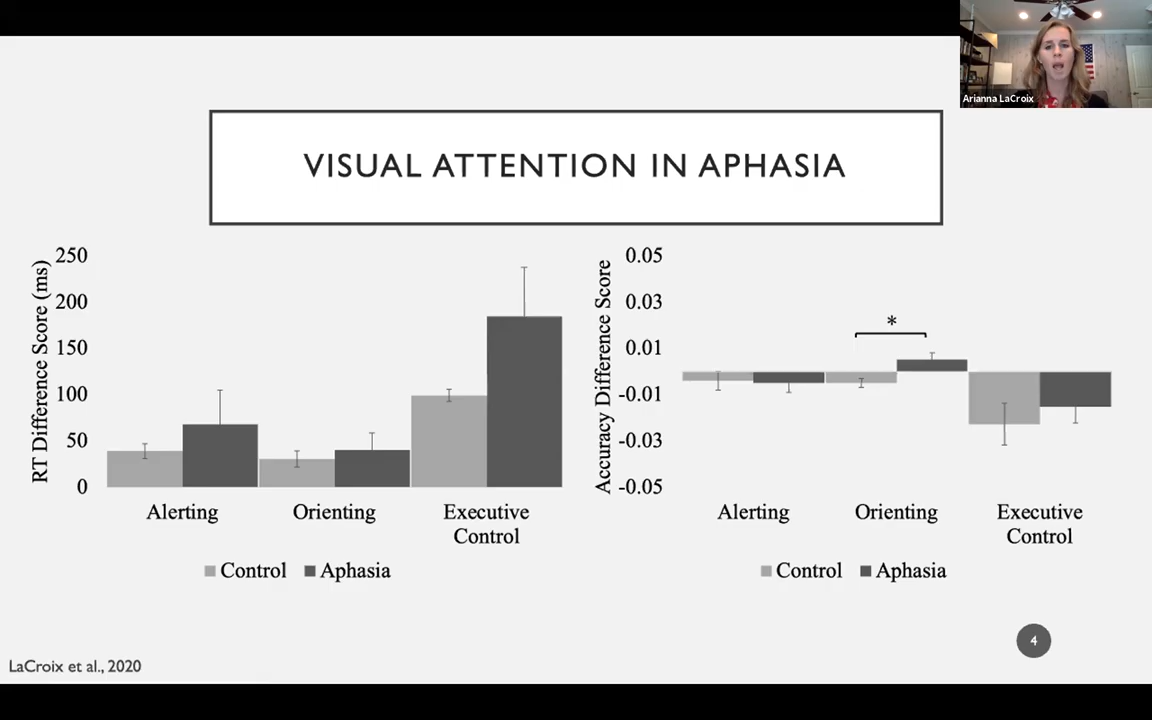 Arianna LaCroix
VISUAL ATTENTION IN APHASIA
RT Difference Score (ms)
250
200
150
100
50
0
Alerting
Orienting
Executive
Control
Control
Aphasia
Accuracy Difference Score
0.05
0.03
0.01
-0.01
-0.03
-0.05
*
Alerting
Orienting
Executive
Control
Control
Aphasia
4
LaCroix et al., 2020